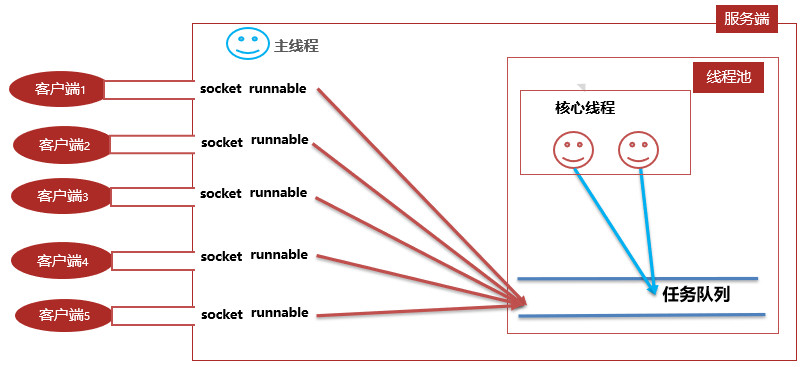 服务端
主线程
线程池
客户端1
socket runnable
核心线程
客户端2
socket runnable
客户端3
socket runnable
客户端4
socket runnable
任务队列
客户端5
socket runnable